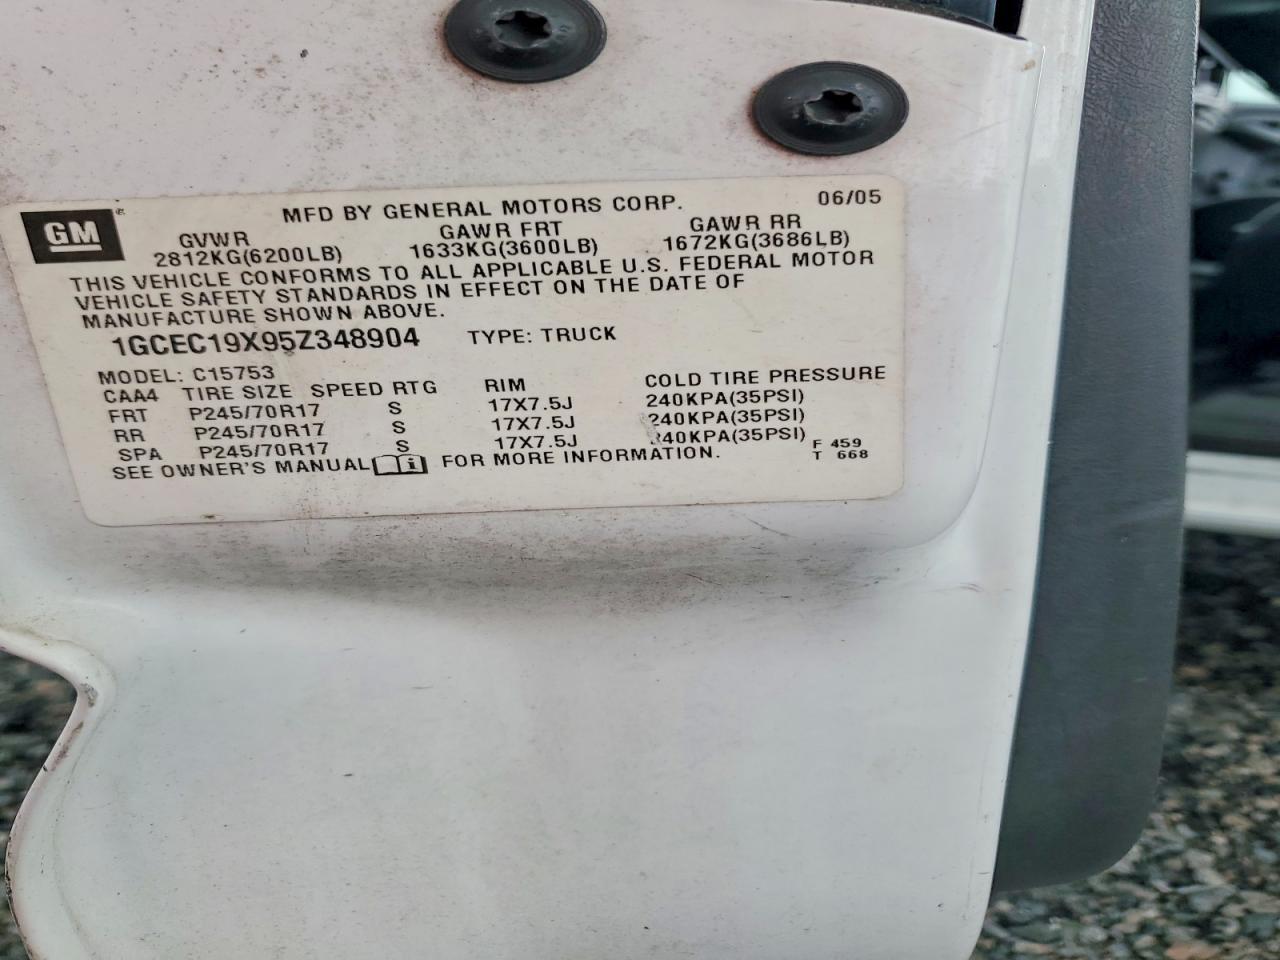 GM®
MFD BY GENERAL MOTORS CORP. 06/05
GVWR GAWR FRT GAWR RR
2812KG(6200LB) 1633KG(3600LB) 1672KG(3686LB)
THIS VEHICLE CONFORMS TO ALL APPLICABLE U.S. FEDERAL MOTOR
VEHICLE SAFETY STANDARDS IN EFFECT ON THE DATE OF
MANUFACTURE SHOWN ABOVE.
1GCEC19X95Z348904 TYPE: TRUCK
MODEL: C15753
CAA4 TIRE SIZE SPEED RTG RIM COLD TIRE PRESSURE
FRT P245/70R17 S 17X7.5J 240KPA(35PSI)
RR P245/70R17 S 17X7.5J 240KPA(35PSI)
SPA P245/70R17 S 17X7.5J 240KPA(35PSI)
SEE OWNER'S MANUAL i FOR MORE INFORMATION.
F 459
T 668